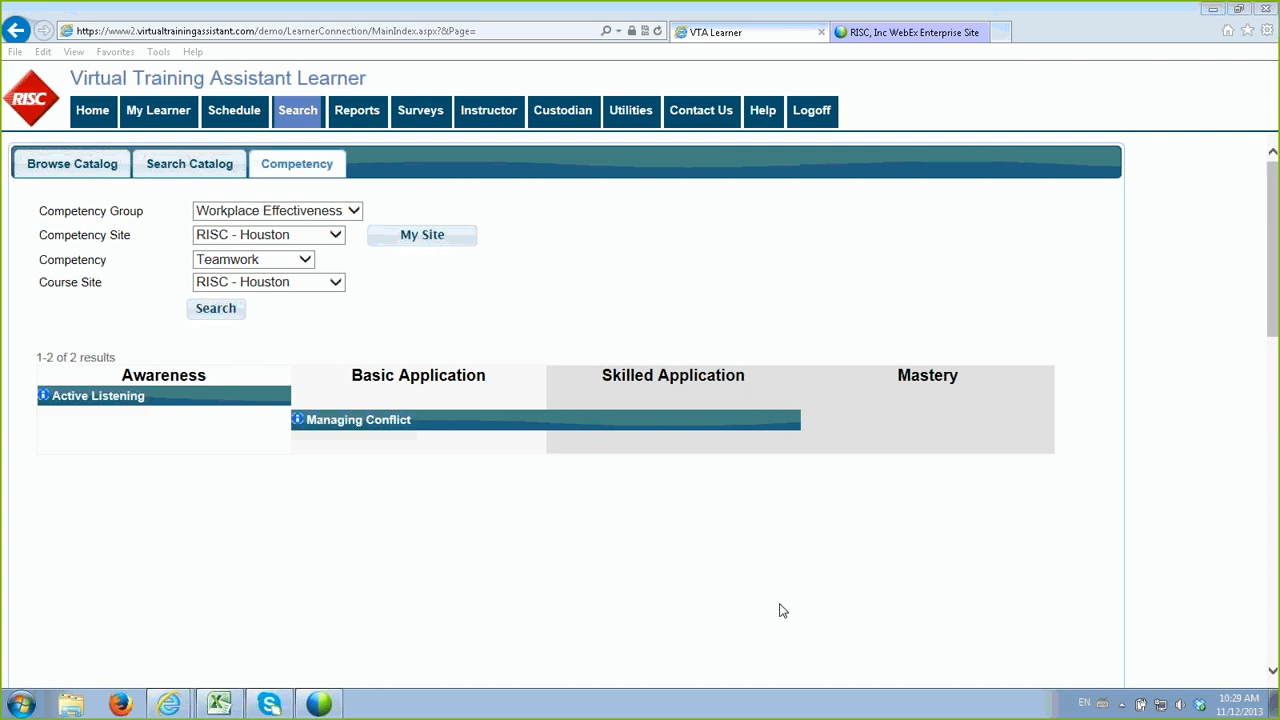 https://www2.virtualtrainingassistant.com/demo/LearnerConnection/MainIndex.aspx?&Page=
VTA Learner
RISC, Inc WebEx Enterprise Site
File Edit View Favorites Tools Help
RISC
Virtual Training Assistant Learner
Home My Learner Schedule Search Reports Surveys Instructor Custodian Utilities Contact Us Help Logoff
Browse Catalog Search Catalog Competency
Competency Group Workplace Effectiveness
Competency Site RISC - Houston My Site
Competency Teamwork
Course Site RISC - Houston
Search
1-2 of 2 results
Awareness Basic Application Skilled Application Mastery
Active Listening
Managing Conflict
EN
10:29 AM
11/12/2013